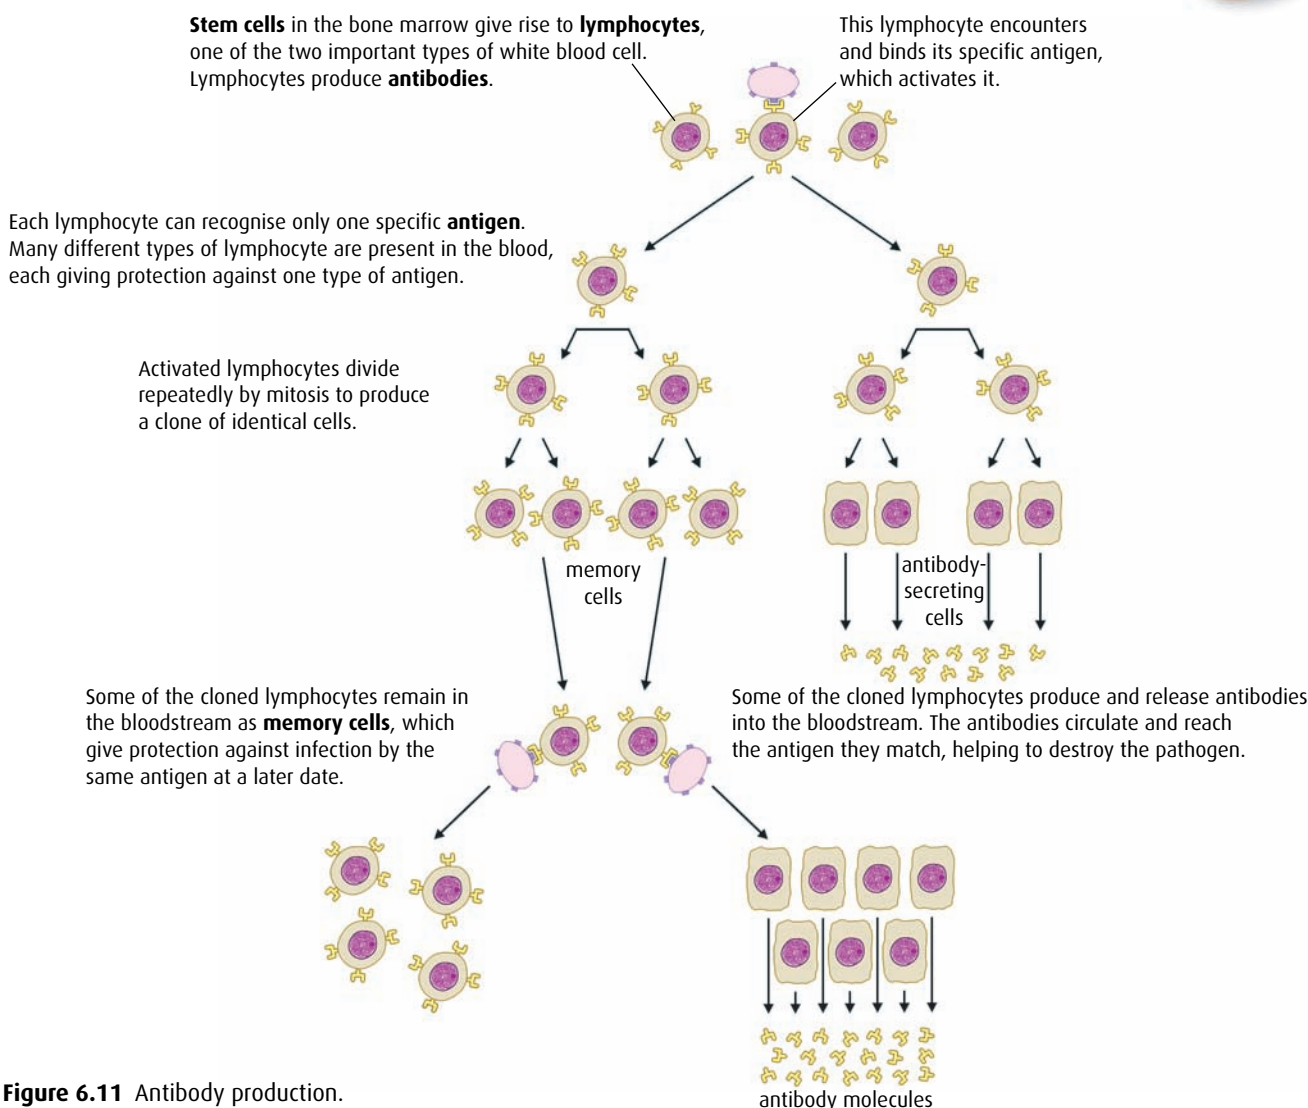 Stem cells in the bone marrow give rise to lymphocytes,
one of the two important types of white blood cell.
Lymphocytes produce antibodies.
This lymphocyte encounters
and binds its specific antigen,
which activates it.
Each lymphocyte can recognise only one specific antigen.
Many different types of lymphocyte are present in the blood,
each giving protection against one type of antigen.
Activated lymphocytes divide
repeatedly by mitosis to produce
a clone of identical cells.
memory
cells
antibody-
secreting
cells
Some of the cloned lymphocytes remain in
the bloodstream as memory cells, which
give protection against infection by the
same antigen at a later date.
Some of the cloned lymphocytes produce and release antibodies
into the bloodstream. The antibodies circulate and reach
the antigen they match, helping to destroy the pathogen.
antibody molecules
Figure 6.11 Antibody production.